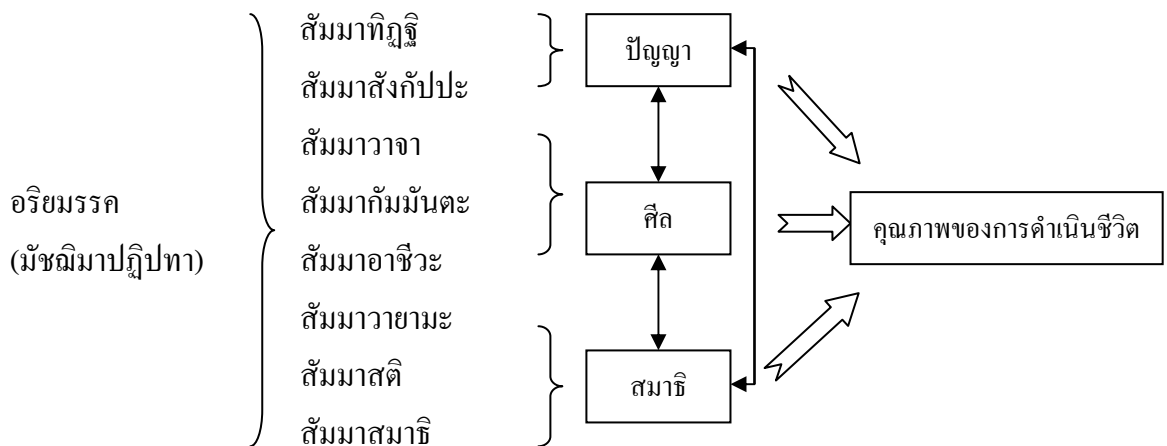 อริยมรรค
(มัชฌิมาปฏิปทา)
สัมมาทิฏฐิ
สัมมาสังกัปปะ
สัมมาวาจา
สัมมากัมมันตะ
สัมมาอาชีวะ
สัมมาวายามะ
สัมมาสติ
สัมมาสมาธิ
ปัญญา
ศีล
สมาธิ
คุณภาพของการดำเนินชีวิต